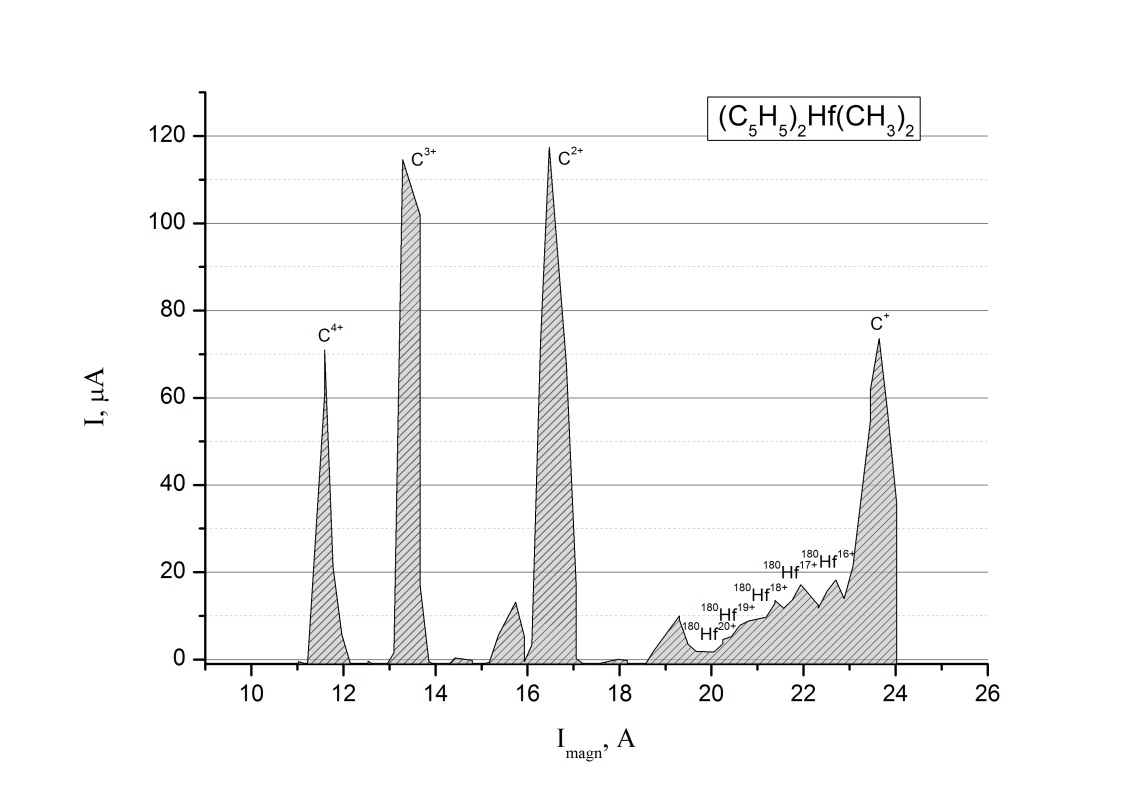 (C₅H₅)₂Hf(CH₃)₂
120
100
80
60
40
20
0
I, μA
C⁴⁺
C³⁺
C²⁺
¹⁸⁰Hf²⁰⁺
¹⁸⁰Hf¹⁹⁺
¹⁸⁰Hf¹⁸⁺
¹⁸⁰Hf¹⁷⁺
¹⁸⁰Hf¹⁶⁺
C⁺
10 12 14 16 18 20 22 24 26
Imagn, A